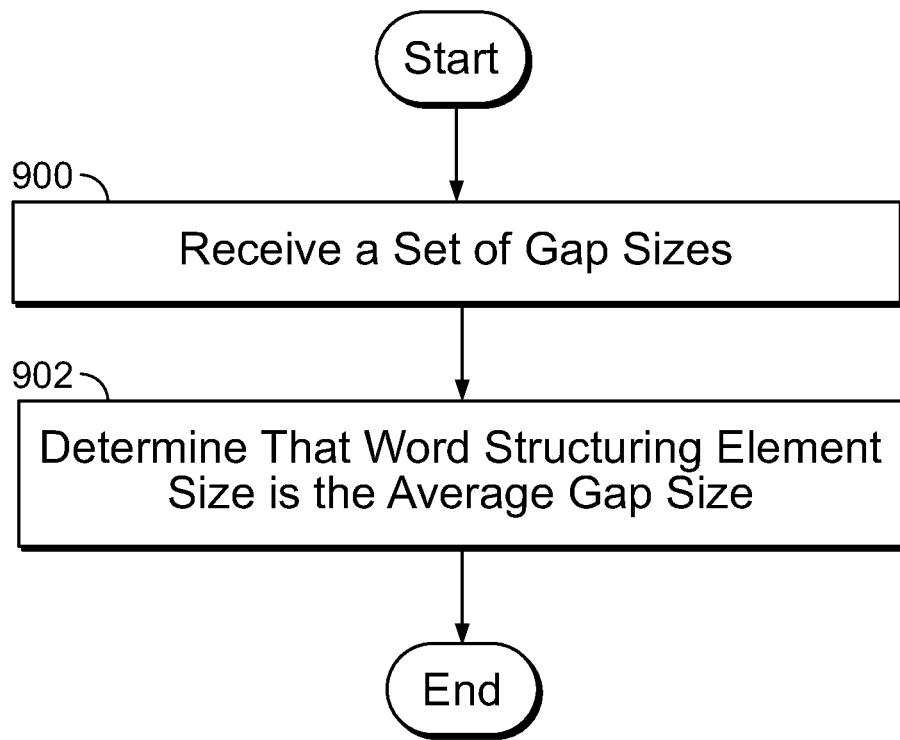 Start
900
Receive a Set of Gap Sizes
902
Determine That Word Structuring Element
Size is the Average Gap Size
End